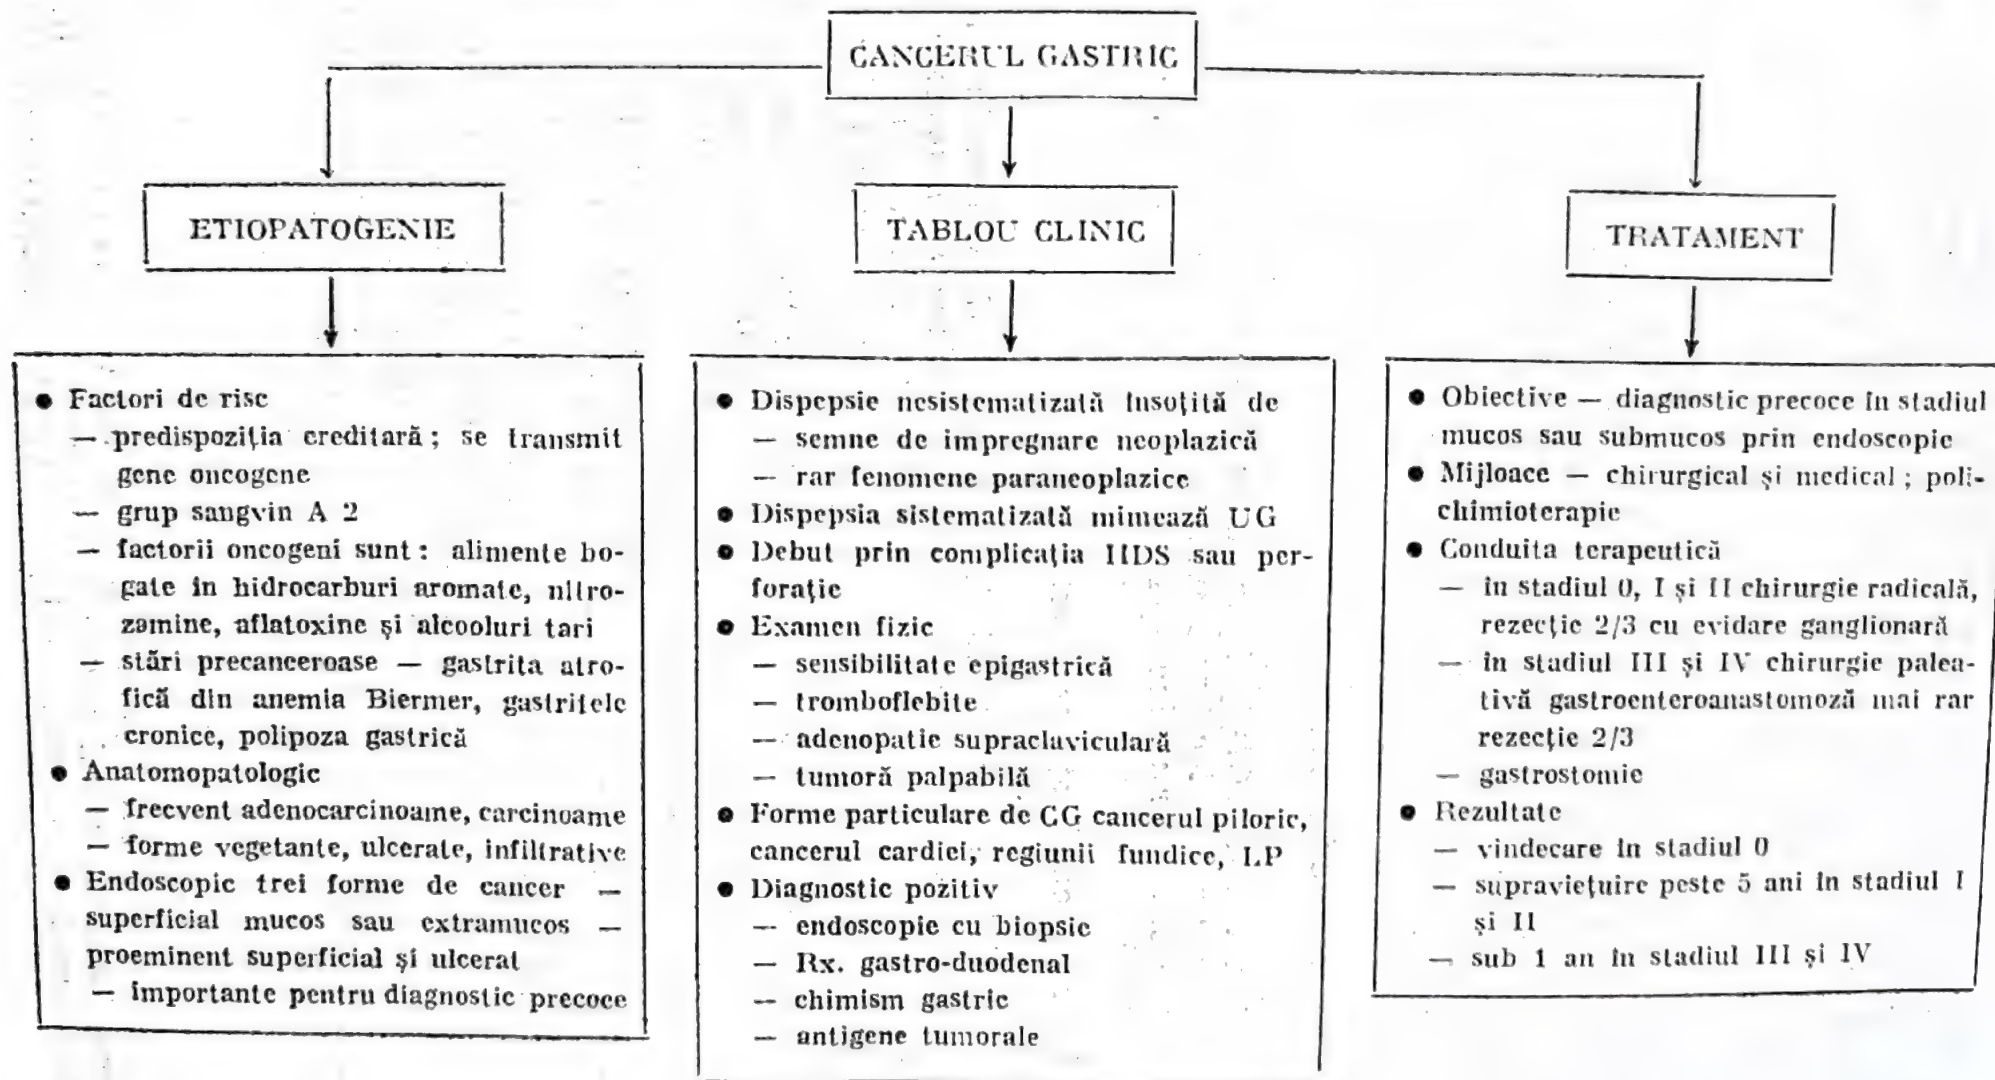 CANCERUL GASTRIC
ETIOPATOGENIE
● Factori de risc
— predispoziția ereditară ; se transmit
gene oncogene
— grup sangvin A 2
— factorii oncogeni sunt : alimente bo-
gate în hidrocarburi aromate, nitro-
zamine, aflatoxine și alcooluri tari
— stări precanceroase — gastrita atro-
fică din anemia Biermer, gastritele
cronice, polipoza gastrică
● Anatomopatologic
— frecvent adenocarcinoame, carcinoame
— forme vegetante, ulcerate, infiltrative
● Endoscopic trei forme de cancer —
superficial mucos sau extramucos —
proeminent superficial și ulcerat
— importante pentru diagnostic precoce
TABLOU CLINIC
● Dispepsie nesistematizată însoțită de
— semne de impregnare neoplazică
— rar fenomene paraneoplazice
● Dispepsia sistematizată mimează UG
● Debut prin complicația HDS sau per-
forație
● Examen fizic
— sensibilitate epigastrică
— tromboflebite
— adenopatie supraclaviculară
— tumoră palpabilă
● Forme particulare de CG cancerul piloric,
cancerul cardiei, regiunii fundice, LP
● Diagnostic pozitiv
— endoscopie cu biopsie
— Rx. gastro-duodenal
— chimism gastric
— antigene tumorale
TRATAMENT
● Obiective — diagnostic precoce în stadiul
mucos sau submucos prin endoscopie
● Mijloace — chirurgical și medical ; poli-
chimioterapie
● Conduita terapeutică
— în stadiul 0, I și II chirurgie radicală,
rezecție 2/3 cu evidare ganglionară
— în stadiul III și IV chirurgie palea-
tivă gastroenteroanastomoză mai rar
rezecție 2/3
— gastrostomie
● Rezultate
— vindecare în stadiul 0
— supraviețuire peste 5 ani în stadiul I
și II
— sub 1 an în stadiul III și IV